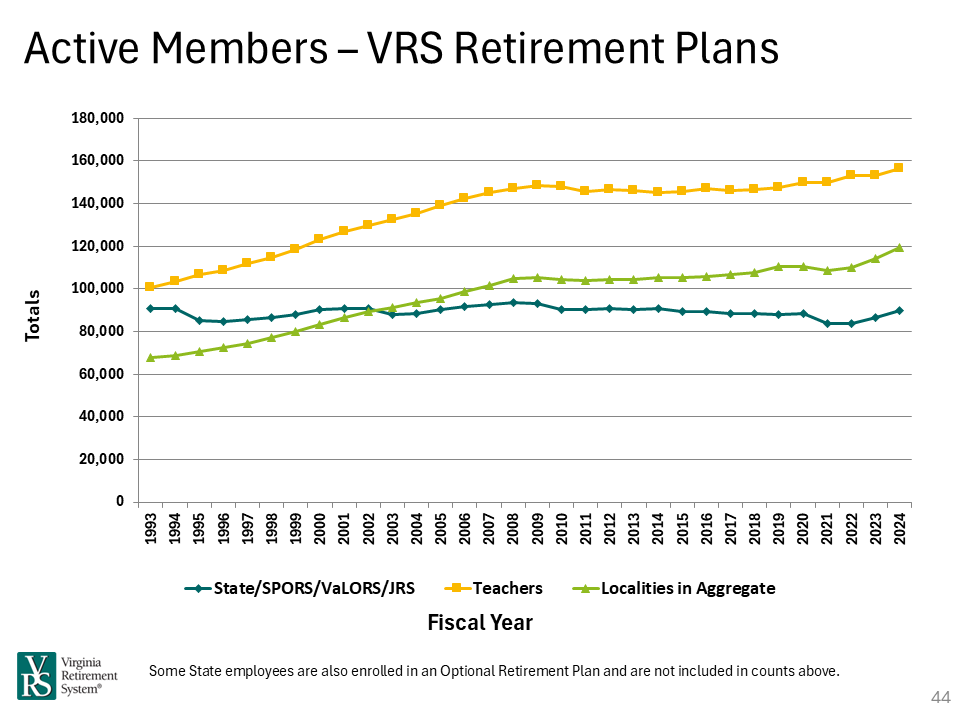 Active Members – VRS Retirement Plans
180,000
160,000
140,000
120,000
100,000
80,000
60,000
40,000
20,000
0
Totals
1993 1994 1995 1996 1997 1998 1999 2000 2001 2002 2003 2004 2005 2006 2007 2008 2009 2010 2011 2012 2013 2014 2015 2016 2017 2018 2019 2020 2021 2022 2023 2024
State/SPORS/VaLORS/JRS Teachers Localities in Aggregate
Fiscal Year
VRS
Virginia
Retirement
System®
Some State employees are also enrolled in an Optional Retirement Plan and are not included in counts above.
44